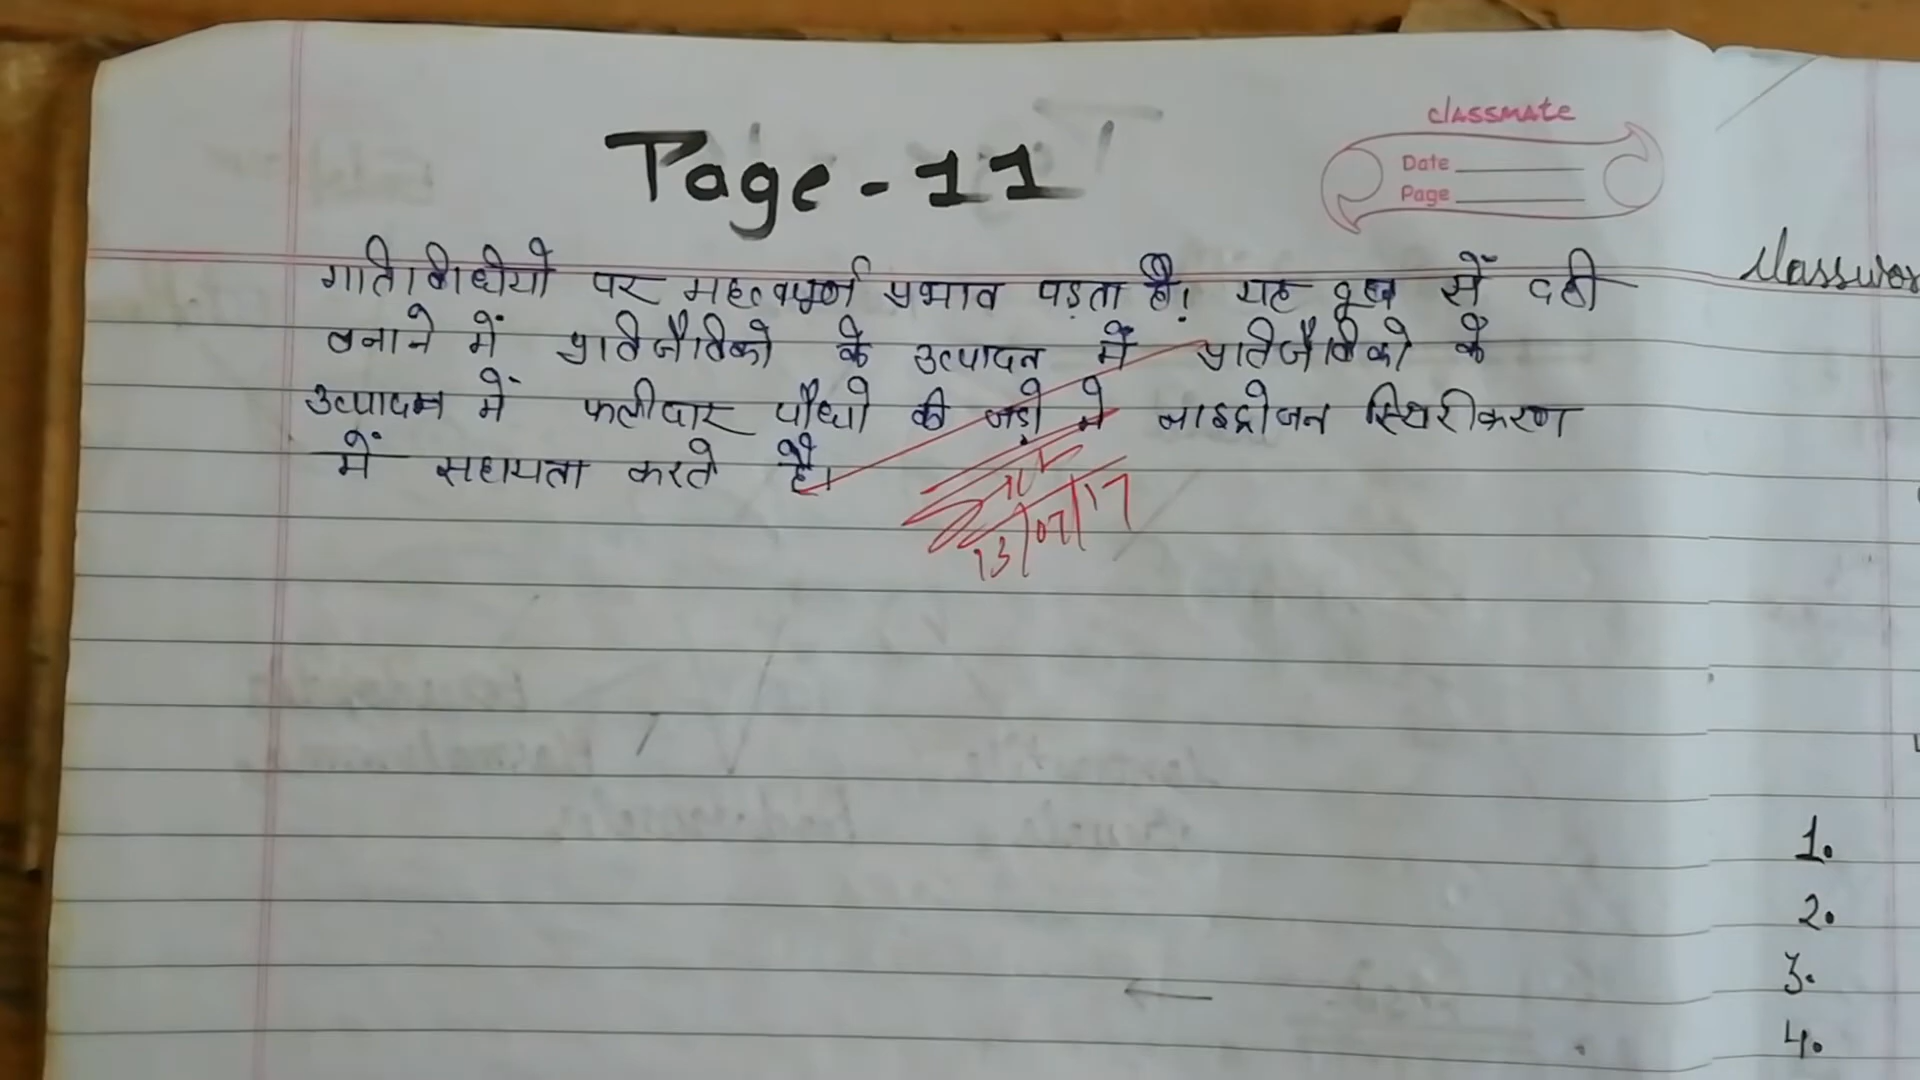 Page-11
classmate
Date
Page
गतिविधियों पर महत्वपूर्ण प्रभाव पड़ता है। यह दूध से दही
बनाने में प्रतिजैविको के उत्पादन में प्रतिजैविको के
उत्पादन में फलीदार पौधो की जड़ो मे नाइट्रोजन स्थिरीकरण
में सहायता करते है।
13/07/17
Classwor
1.
2.
3.
4.